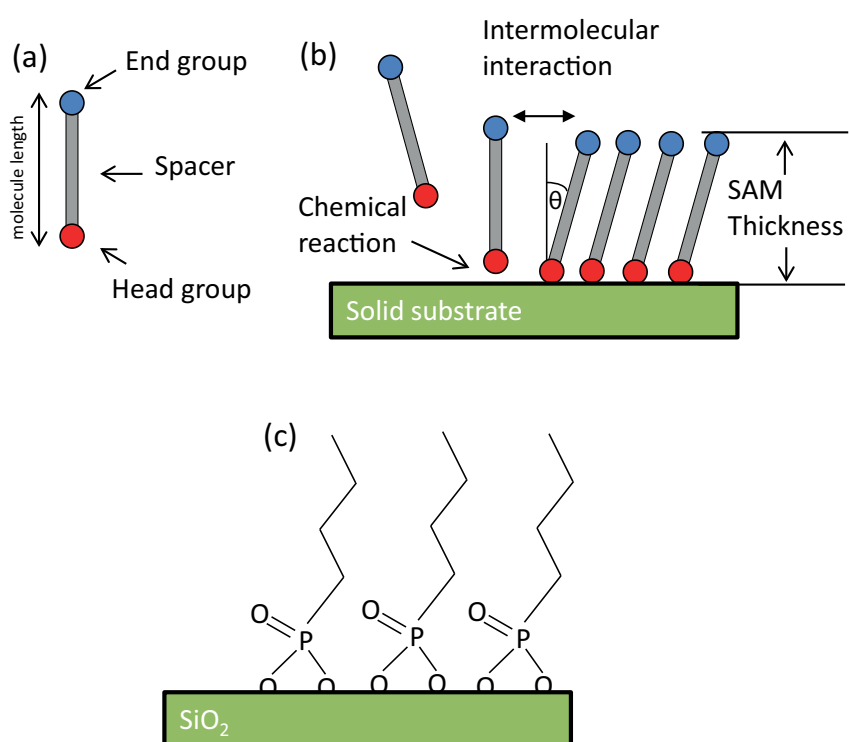 (a)
End group
molecule length
Spacer
Head group
(b)
Intermolecular
interaction
Chemical
reaction
θ
SAM
Thickness
Solid substrate
(c)
O
P
O
O
O
P
O
O
O
P
O
O
SiO₂